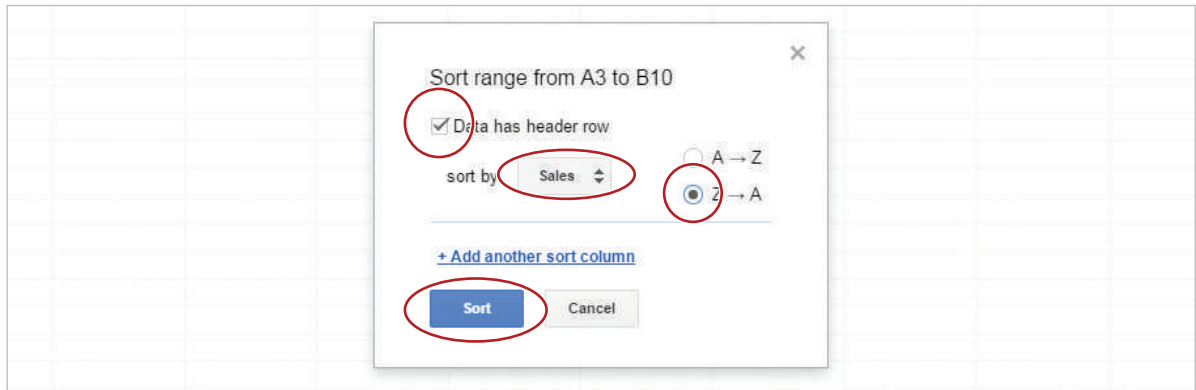 ×
Sort range from A3 to B10
Data has header row
sort by Sales
A → Z
Z → A
+ Add another sort column
Sort Cancel